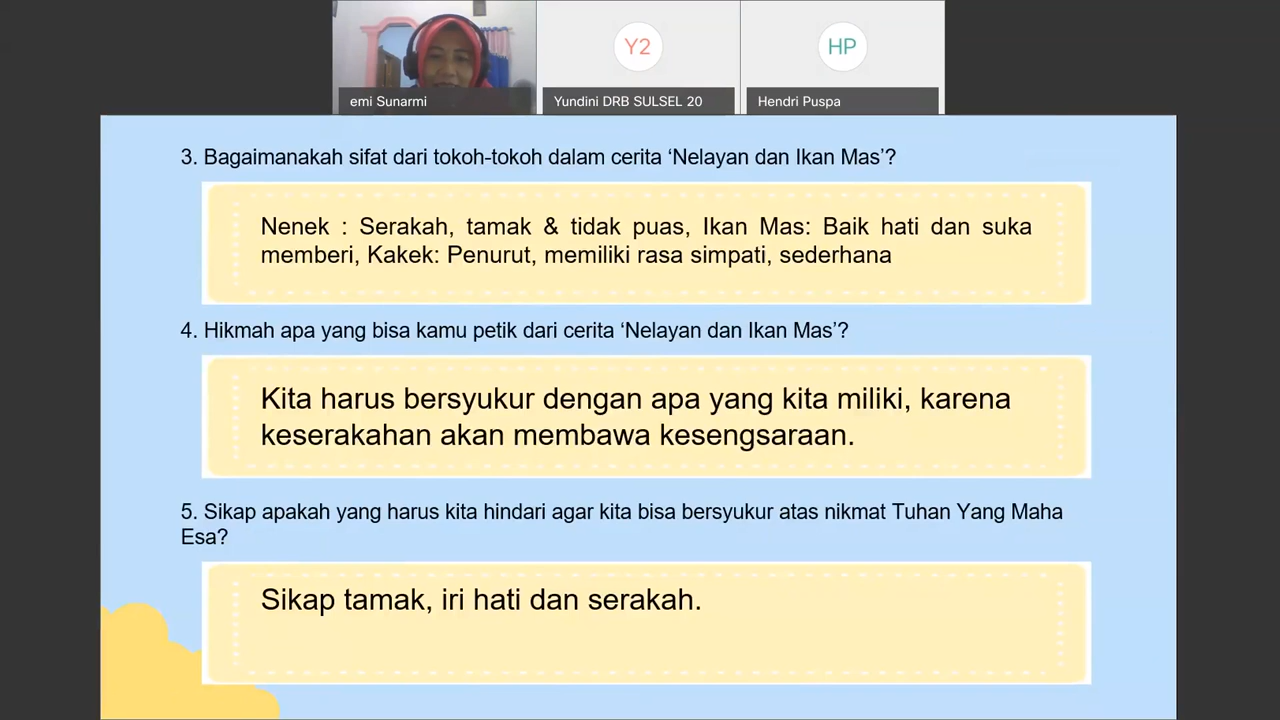 Y2
HP
emi Sunarmi
Yundini DRB SULSEL 20
Hendri Puspa
3. Bagaimanakah sifat dari tokoh-tokoh dalam cerita ‘Nelayan dan Ikan Mas’?
Nenek : Serakah, tamak & tidak puas, Ikan Mas: Baik hati dan suka
memberi, Kakek: Penurut, memiliki rasa simpati, sederhana
4. Hikmah apa yang bisa kamu petik dari cerita ‘Nelayan dan Ikan Mas’?
Kita harus bersyukur dengan apa yang kita miliki, karena
keserakahan akan membawa kesengsaraan.
5. Sikap apakah yang harus kita hindari agar kita bisa bersyukur atas nikmat Tuhan Yang Maha
Esa?
Sikap tamak, iri hati dan serakah.